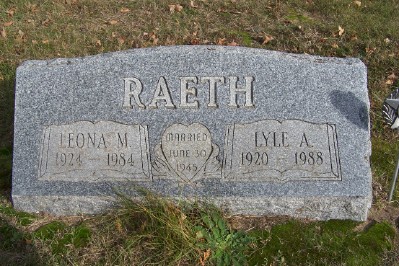 RAETH
LEONA M.
1924 – 1984
MARRIED
JUNE 30
1945
LYLE A.
1920 – 1988